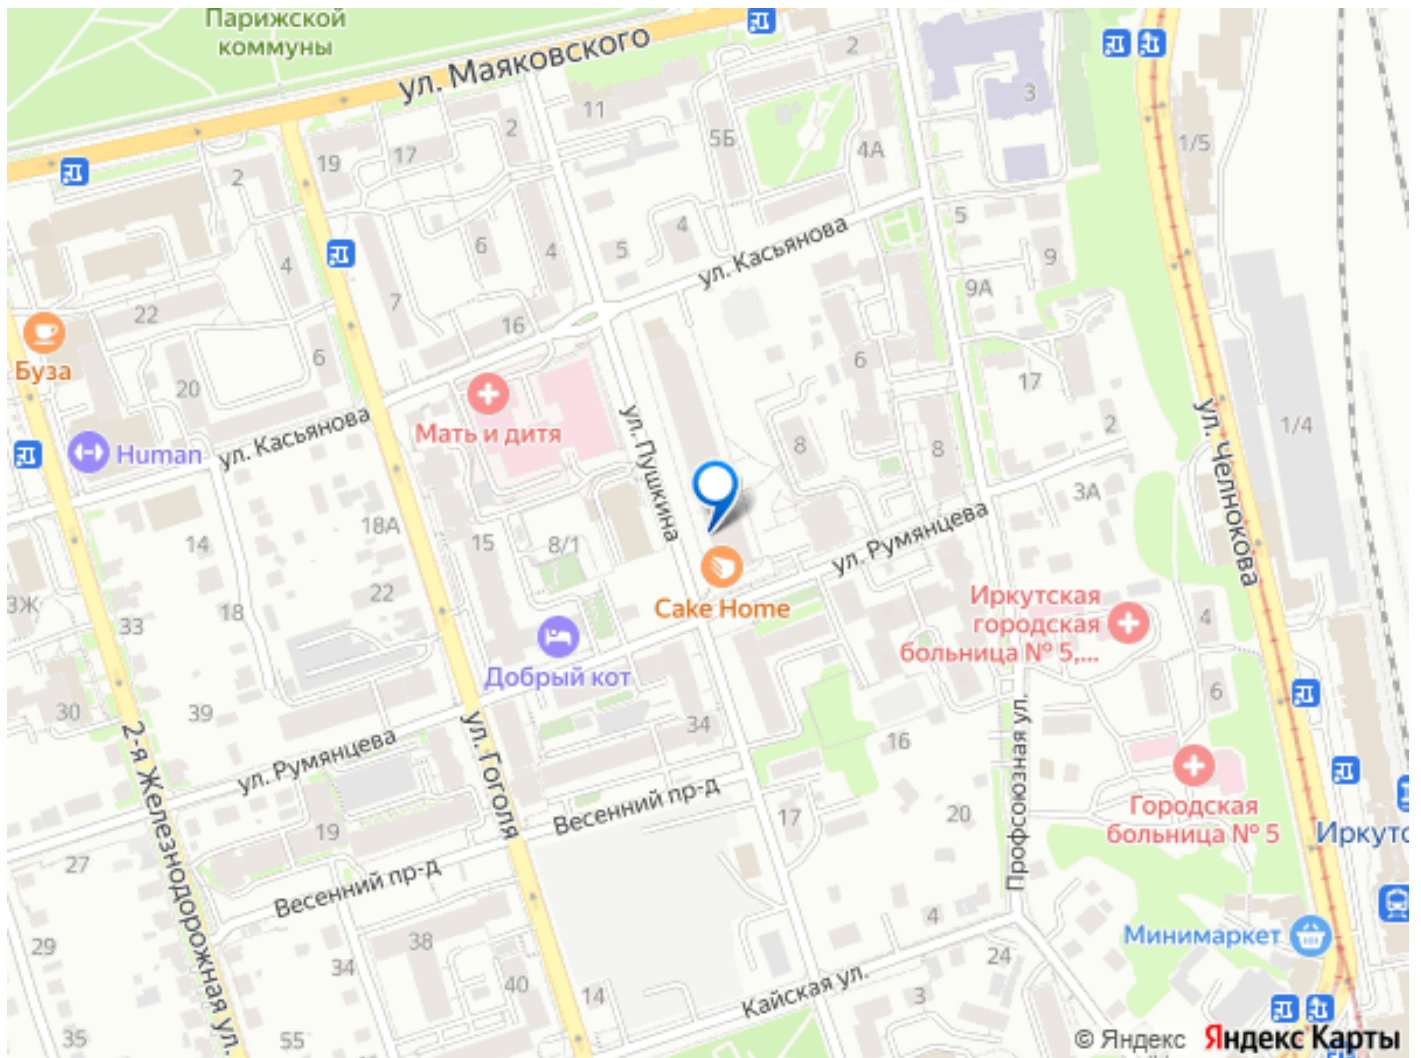 Парижской
коммуны
ул. Маяковского
2
11
2
3
5Б
4А
1/5
19
17
2
4
5
5
6
4
ул. Касьянова
9
9А
4
7
22
16
Буза
6
6
20
17
Мать и дитя
ул. Касьянова
ул. Пушкина
2
1/4
Human
8
8
ул. Челнокова
3А
18А
15
8/1
14
ул. Румянцева
Cake Home
22
18
3Ж
33
Иркутская
городская
больница № 5,...
4
Добрый кот
6
30
39
34
16
2-я Железнодорожная ул.
ул. Румянцева
ул. Гоголя
Профсоюзная ул.
Весенний пр-д
17
20
Городская
больница № 5
19
27
Весенний пр-д
4
Минимаркет
29
38
34
24
40
14
Кайская ул.
3
35
55
© Яндекс Яндекс Карты